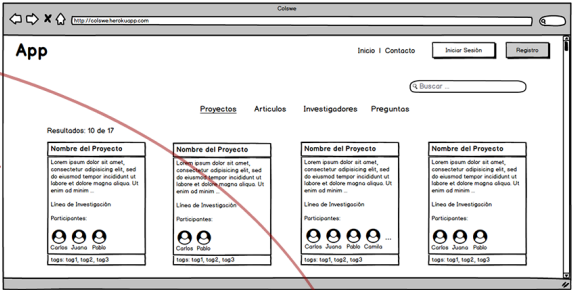 Colswe
http://colswe.herokuapp.com
App
Inicio | Contacto
Iniciar Sesión
Registro
Buscar ...
Proyectos
Articulos
Investigadores
Preguntas
Resultados: 10 de 17
Nombre del Proyecto
Lorem ipsum dolor sit amet,
consectetur adipisicing elit, sed
do eiusmod tempor incididunt ut
labore et dolore magna aliqua. Ut
enim ad minim ...
Línea de Investigación
Participantes:
Carlos Juana Pablo
tags: tag1, tag2, tag3
Nombre del Proyecto
Lorem ipsum dolor sit amet,
consectetur adipisicing elit, sed
do eiusmod tempor incididunt ut
labore et dolore magna aliqua. Ut
enim ad minim ...
Línea de Investigación
Participantes:
Carlos Pablo
tags: tag1, tag2, tag3
Nombre del Proyecto
Lorem ipsum dolor sit amet,
consectetur adipisicing elit, sed
do eiusmod tempor incididunt ut
labore et dolore magna aliqua. Ut
enim ad minim ...
Línea de Investigación
Participantes:
Carlos Juana Pablo Camila ...
tags: tag1, tag2, tag3
Nombre del Proyecto
Lorem ipsum dolor sit amet,
consectetur adipisicing elit, sed
do eiusmod tempor incididunt ut
labore et dolore magna aliqua. Ut
enim ad minim ...
Línea de Investigación
Participantes:
Carlos Pablo
tags: tag1, tag2, tag3